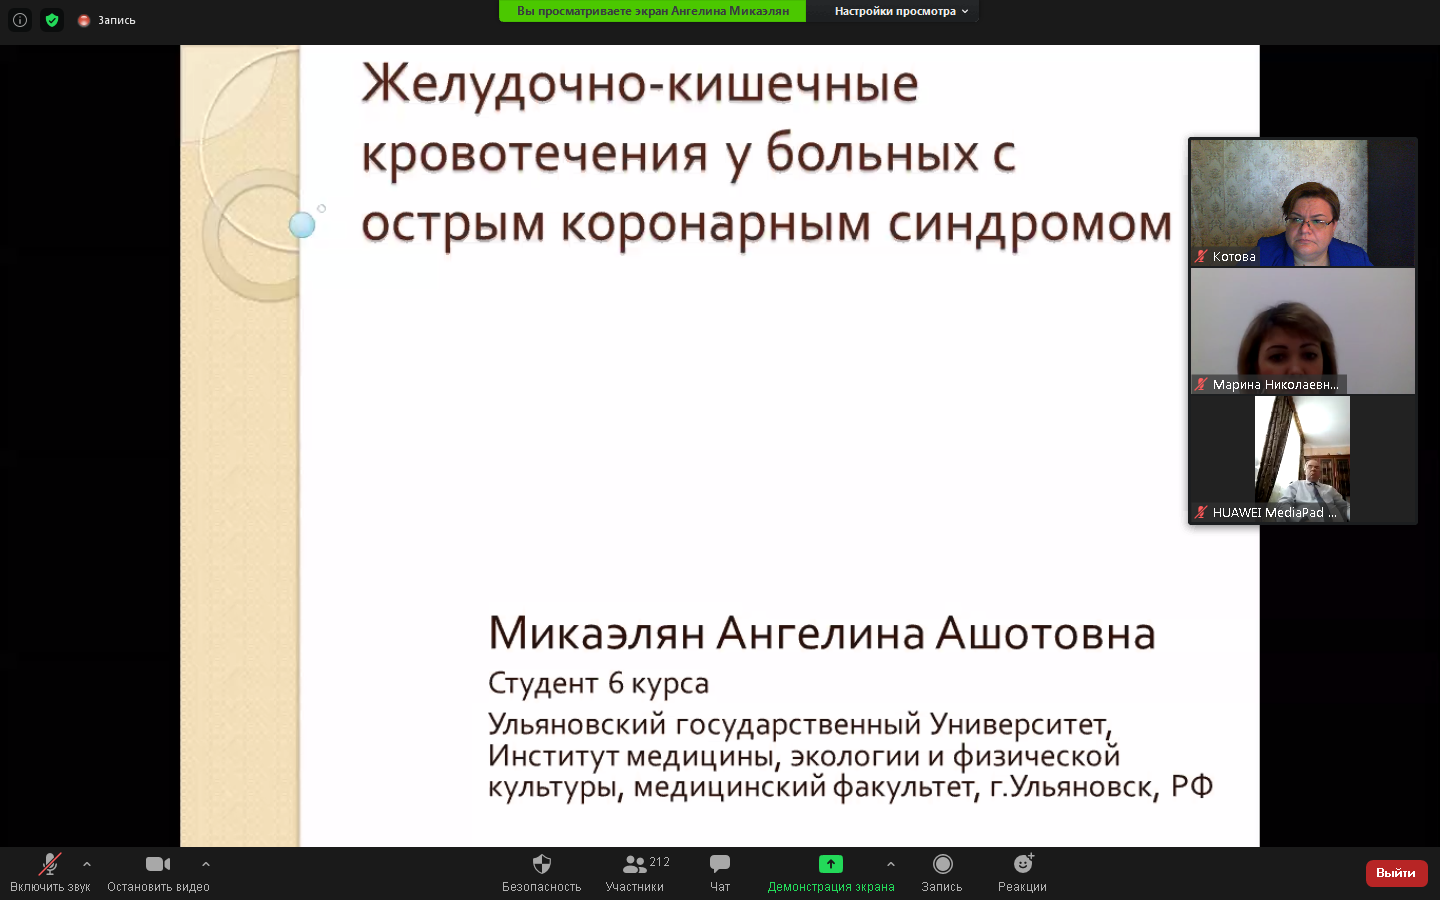 Запись
Вы просматриваете экран Ангелина Микаэлян
Настройки просмотра
Желудочно-кишечные
кровотечения у больных с
острым коронарным синдромом
Котова
Марина Николаевн...
HUAWEI MediaPad ...
Микаэлян Ангелина Ашотовна
Студент 6 курса
Ульяновский государственный Университет,
Институт медицины, экологии и физической
культуры, медицинский факультет, г.Ульяновск, РФ
Включить звук
Остановить видео
Безопасность
212
Участники
Чат
Демонстрация экрана
Запись
Реакции
Выйти